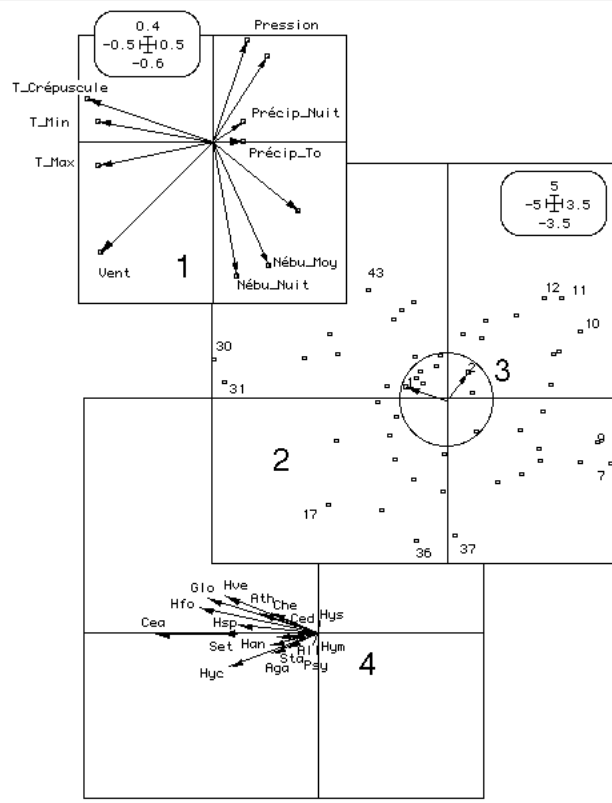 0.4
Pression
-0.5 0.5
-0.6
T_Crépuscule
T_Min
Précip_Nuit
T_Max
Précip_To
5
-5 3.5
-3.5
1
Vent
Nébu_Moy
Nébu_Nuit
43
12 11
10
30
2
3
1
31
2
9
7
17
36 37
Glo Hve
Ath Che
Hfo
Ced Hys
Cea
Hsp
Set Han
Hym
Sta
Aga Psy
Hyc
4